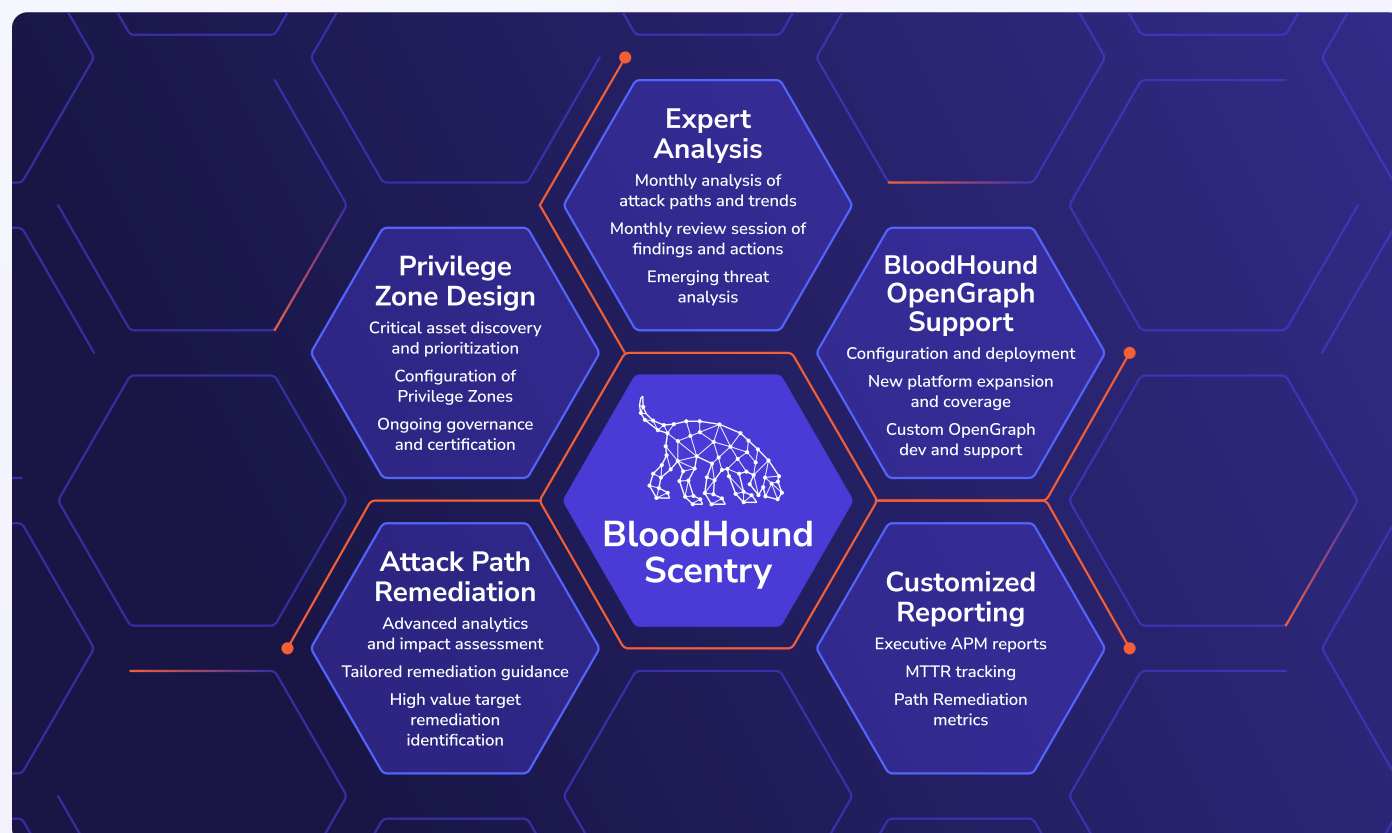 Expert
Analysis
Monthly analysis of
attack paths and trends
Monthly review session of
findings and actions
Emerging threat
analysis
Privilege
Zone Design
Critical asset discovery
and prioritization
Configuration of
Privilege Zones
Ongoing governance
and certification
BloodHound
OpenGraph
Support
Configuration and deployment
New platform expansion
and coverage
Custom OpenGraph
dev and support
BloodHound
Scentry
Attack Path
Remediation
Advanced analytics
and impact assessment
Tailored remediation guidance
High value target
remediation
identification
Customized
Reporting
Executive APM reports
MTTR tracking
Path Remediation
metrics